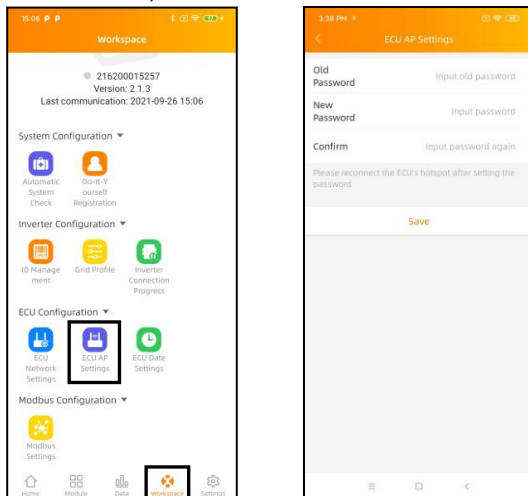 15:06
Workspace
216200015257
Version: 2.1.3
Last communication: 2021-09-26 15:06
System Configuration ▼
Automatic
System
Check
Do-It-Y
ourself
Registration
Inverter Configuration ▼
ID Manage
ment
Grid Profile
Inverter
Connection
Progress
ECU Configuration ▼
ECU
Network
Settings
ECU AP
Settings
ECU Date
Settings
Modbus Configuration ▼
Modbus
Settings
Home
Module
Data
Workspace
Settings
3:38 PM
ECU AP Settings
Old
Password
Input old password
New
Password
Input password
Confirm
Input password again
Please reconnect the ECU's hotspot after setting the
password
Save